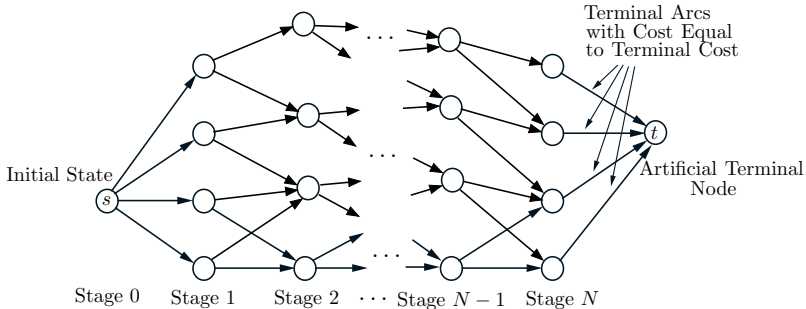 Terminal Arcs
with Cost Equal
to Terminal Cost
. . .
t
. . .
Initial State
s
Artificial Terminal
Node
. . .
Stage 0 Stage 1 Stage 2 . . . Stage N − 1 Stage N